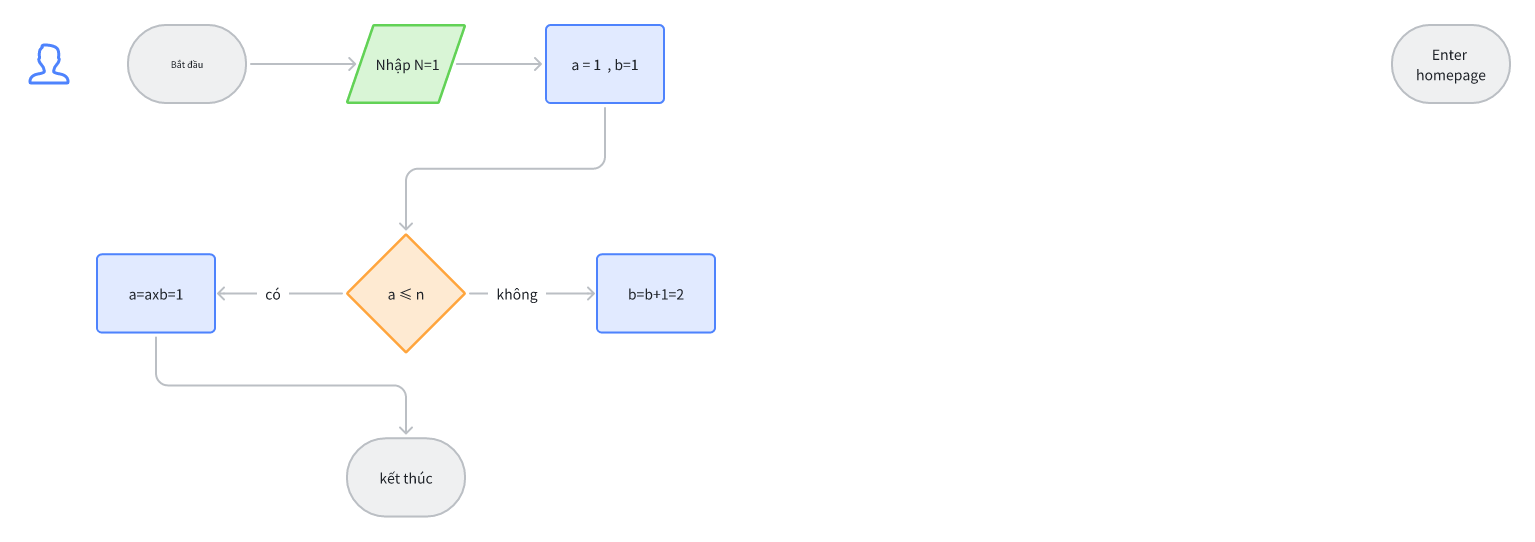 Bắt đầu
Nhập N=1
a = 1 , b=1
Enter
homepage
a=axb=1
có
a ⩽ n
không
b=b+1=2
kết thúc